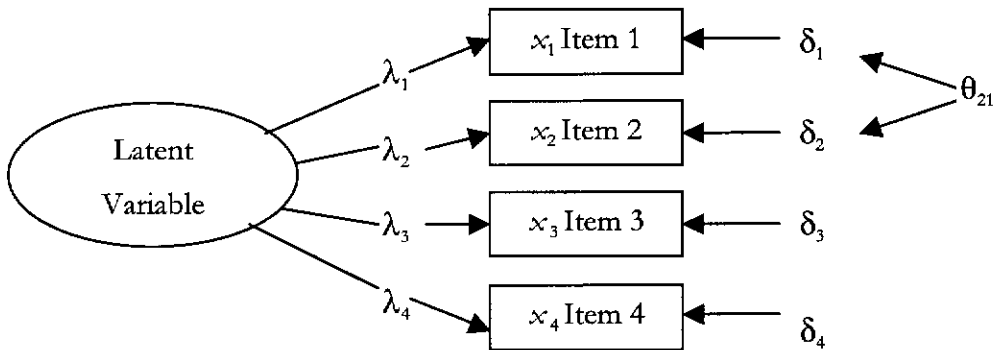 x₁ Item 1
δ₁
λ₁
θ₂₁
x₂ Item 2
δ₂
λ₂
Latent
Variable
x₃ Item 3
δ₃
λ₃
x₄ Item 4
δ₄
λ₄